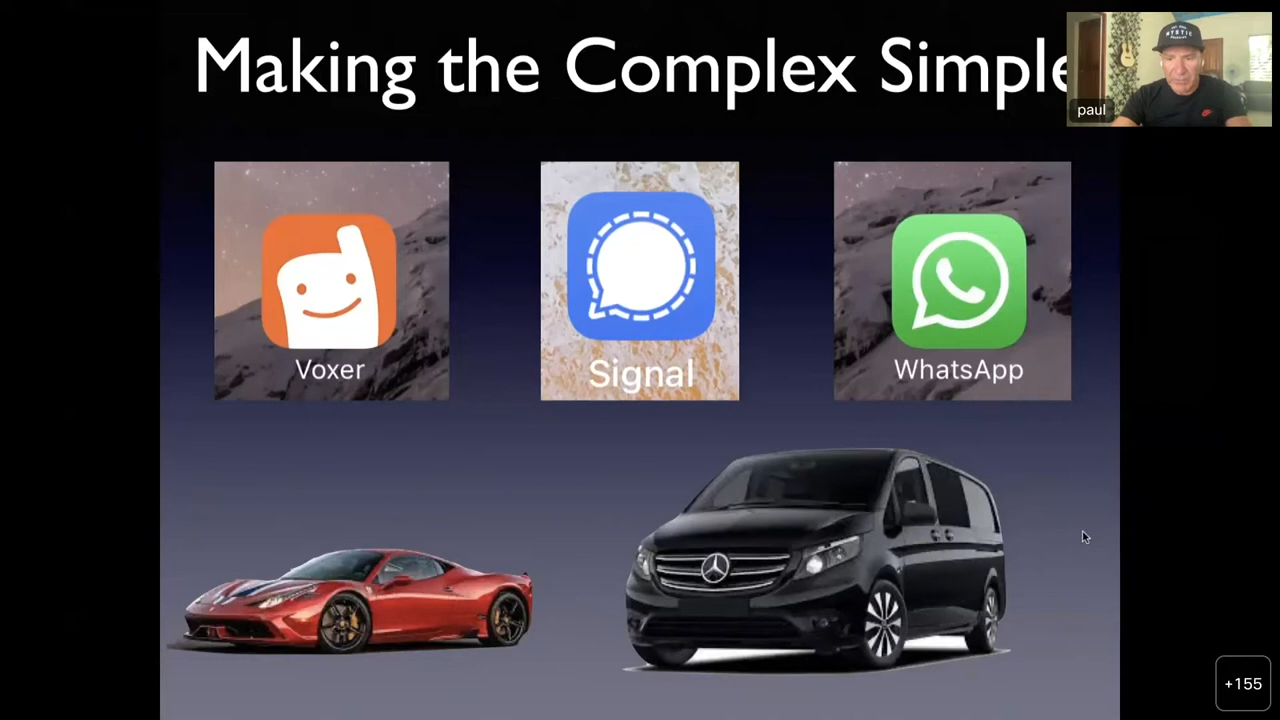 Making the Complex Simple
paul
Voxer
Signal
WhatsApp
+155